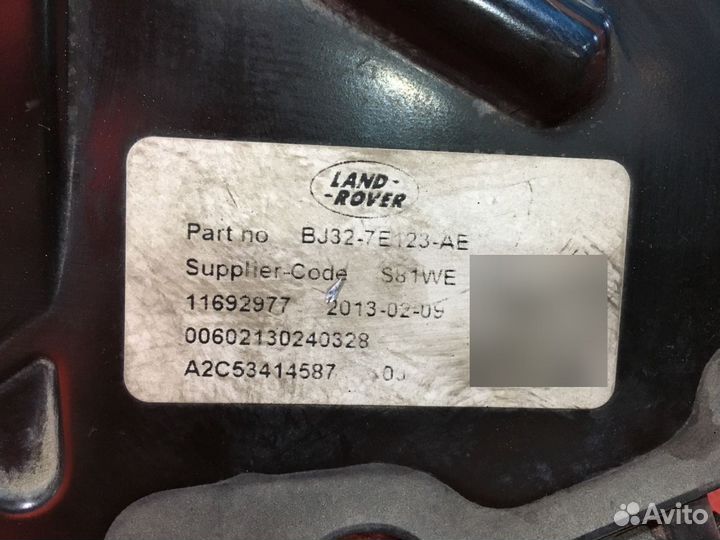 LAND-
-ROVER
Part no BJ32-7E123-AE
Supplier-Code S81WE
11692977 2013-02-09
00602130240328
A2C53414587
Avito